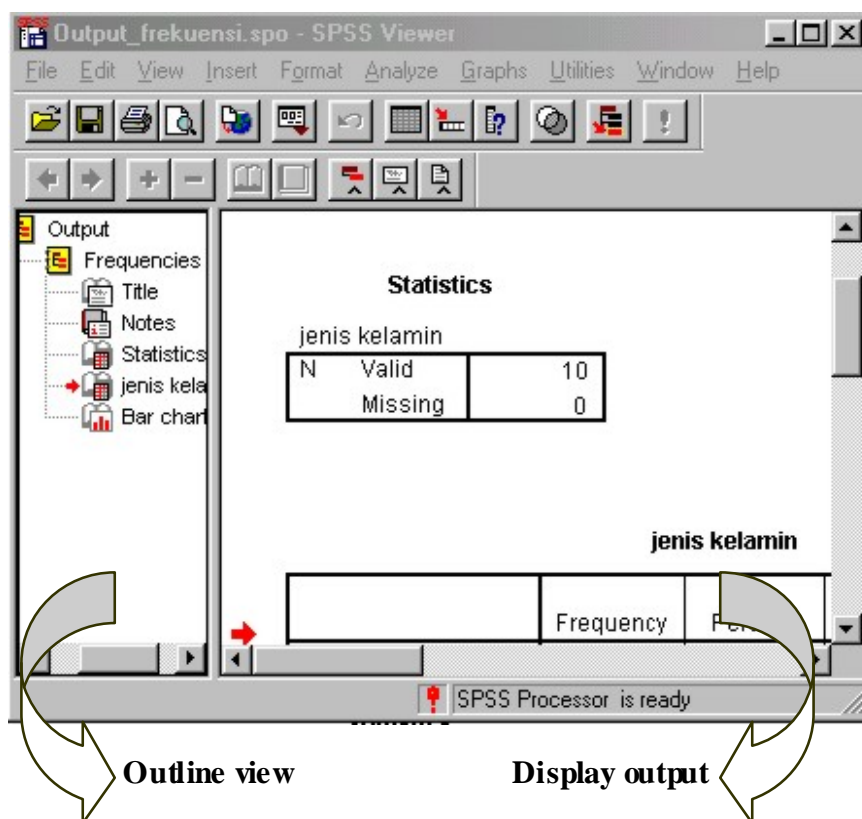 Output_frekuensi.spo - SPSS Viewer
File Edit View Insert Format Analyze Graphs Utilities Window Help
Output
Frequencies
Title
Notes
Statistics
jenis kela
Bar chart
Statistics
jenis kelamin
N Valid 10
Missing 0
jenis kelamin
Frequency
SPSS Processor is ready
Outline view
Display output